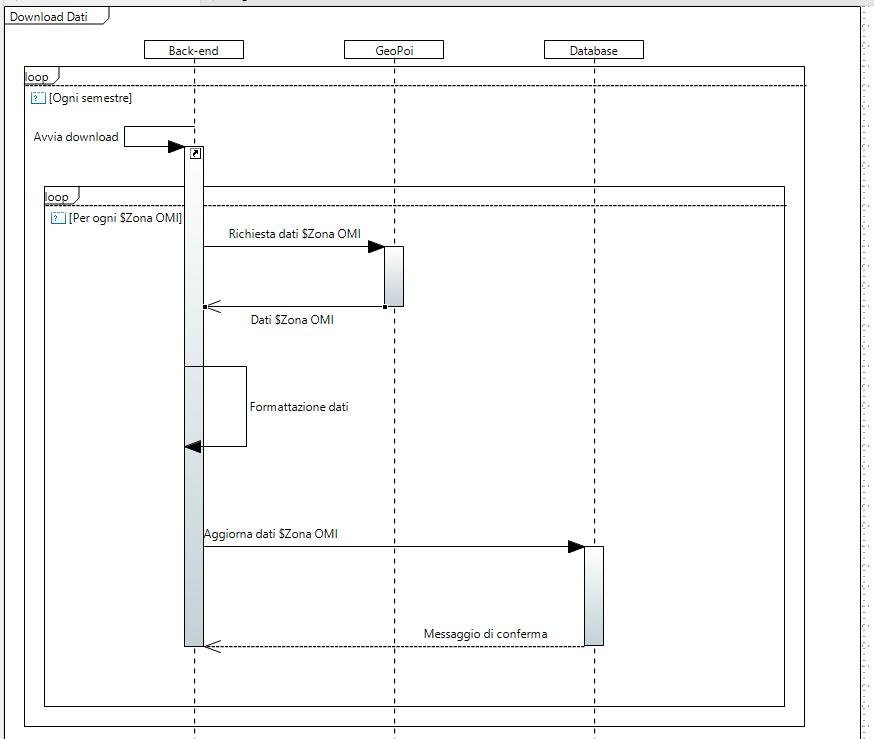 Download Dati
Back-end
GeoPoi
Database
loop
[Ogni semestre]
Avvia download
loop
[Per ogni $Zona OMI]
Richiesta dati $Zona OMI
Dati $Zona OMI
Formattazione dati
Aggiorna dati $Zona OMI
Messaggio di conferma